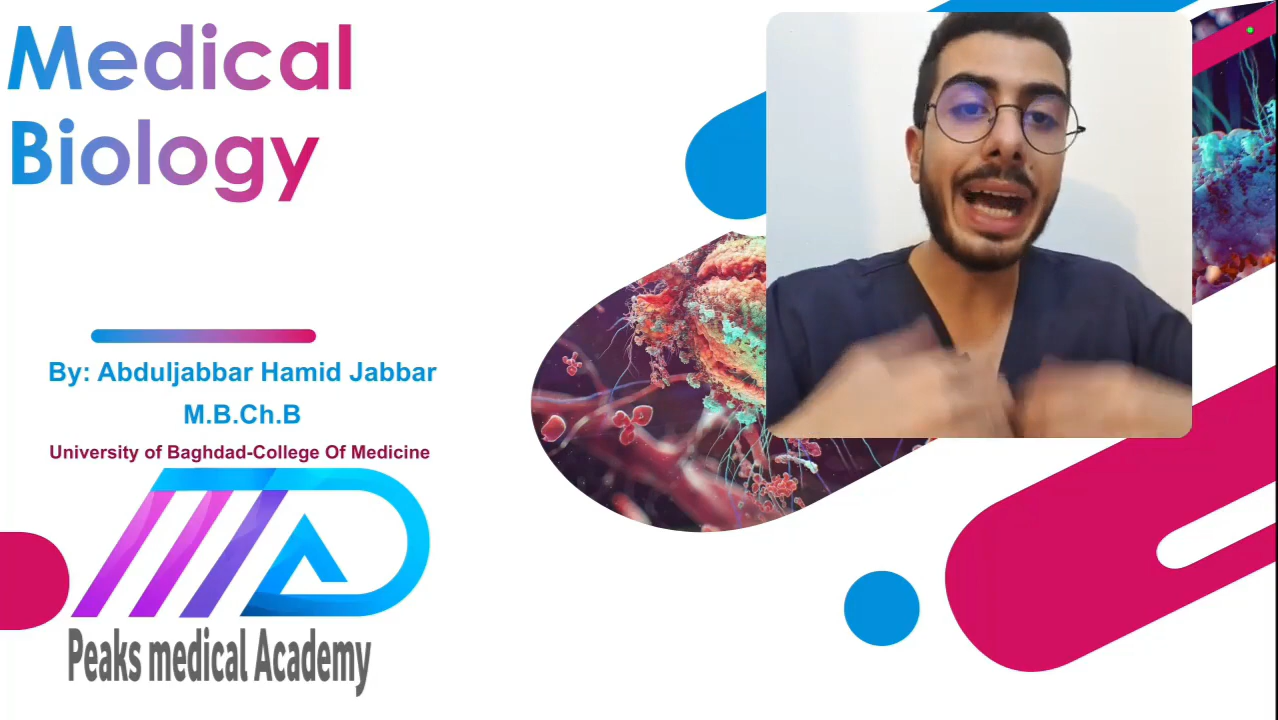 Medical
Biology
By: Abduljabbar Hamid Jabbar
M.B.Ch.B
University of Baghdad-College Of Medicine
Peaks medical Academy